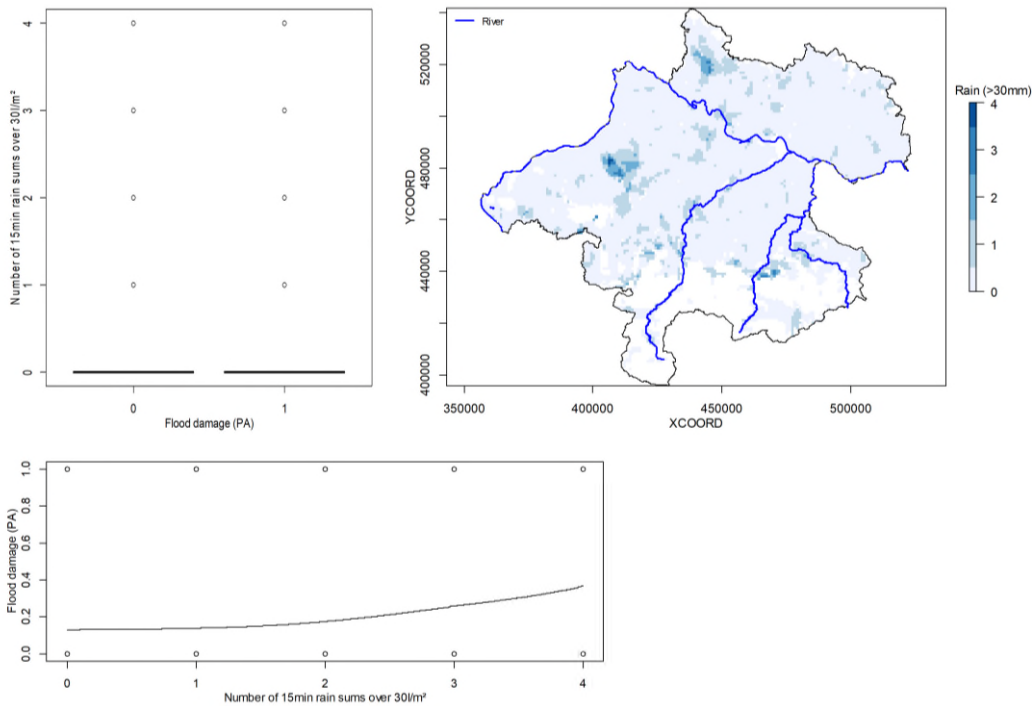 Number of 15min rain sums over 30l/m²
4
3
2
1
0
0 1
Flood damage (PA)
River
YCOORD
520000
480000
440000
400000
350000 400000 450000 500000
XCOORD
Rain (>30mm)
4
3
2
1
0
Flood damage (PA)
1.0
0.8
0.6
0.4
0.2
0.0
0 1 2 3 4
Number of 15min rain sums over 30l/m²